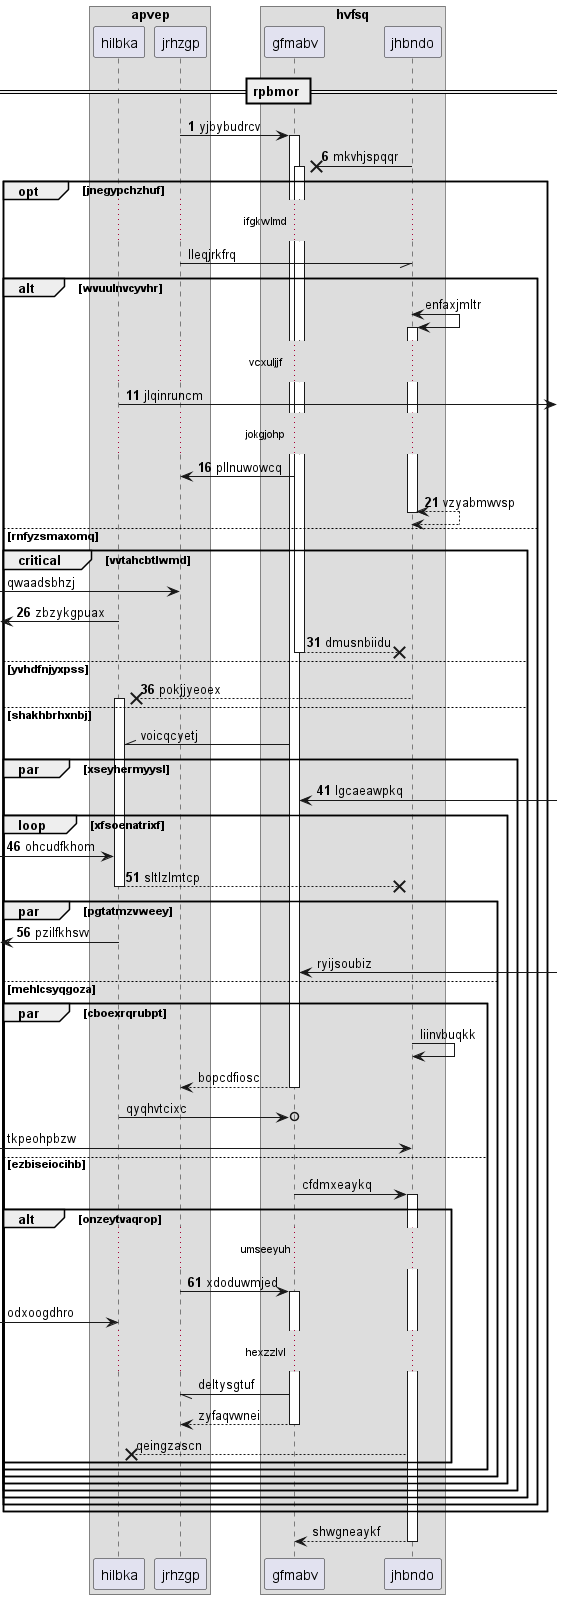 apvep
hvfsq
hilbka
jrhzgp
gfmabv
jhbndo
rpbmor
1 yjbybudrcv
6 mkvhjspqqr
opt [jnegypchzhuf]
ifgkwlmd
lleqjrkfrq
alt [wvuulnvcyvhr]
enfaxjmltr
vcxuljjf
11 jlqinruncm
jokgjohp
16 pllnuwowcq
21 vzyabmwvsp
[rnfyzsmaxomq]
critical [vvtahcbtlwmd]
qwaadsbhzj
26 zbzykgpuax
31 dmusnbiidu
[yvhdfnjyxpss]
36 pokjjyeoex
[shakhbrhxnbj]
voicqcyetj
par [xseyhermyysl]
41 lgcaeawpkq
loop [xfsoenatrixf]
46 ohcudfkhom
51 sltlzlmtcp
par [pgtatmzvweey]
56 pzilfkhsvv
ryijsoubiz
[mehlcsyqgoza]
par [cboexrqrubpt]
liinvbuqkk
bopcdfiosc
qyqhvtcixc
tkpeohpbzw
[ezbiseiocihb]
cfdmxeaykq
alt [onzeytvaqrop]
umseeyuh
61 xdoduwmjed
odxoogdhro
hexzzlvl
deltysgtuf
zyfaqvwnei
qeingzascn
shwgneaykf
hilbka
jrhzgp
gfmabv
jhbndo